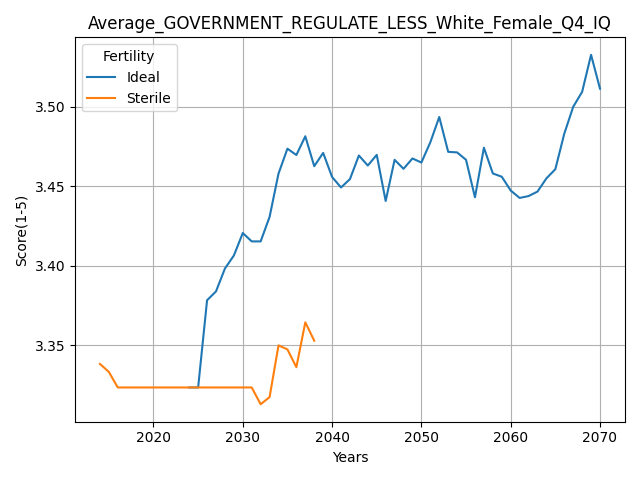 Average_GOVERNMENT_REGULATE_LESS_White_Female_Q4_IQ
Fertility
Ideal
Sterile
Score(1-5)
3.50
3.45
3.40
3.35
2020 2030 2040 2050 2060 2070
Years